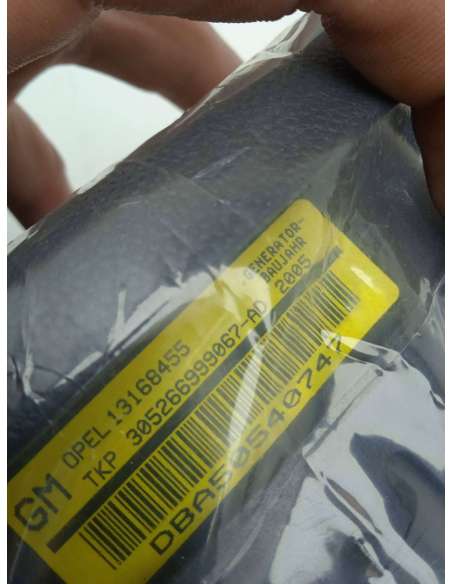 GM OPEL 13168455 GENERATOR-
BAUJAHR
TKP 305266999067-AD 2005
DBA50540747